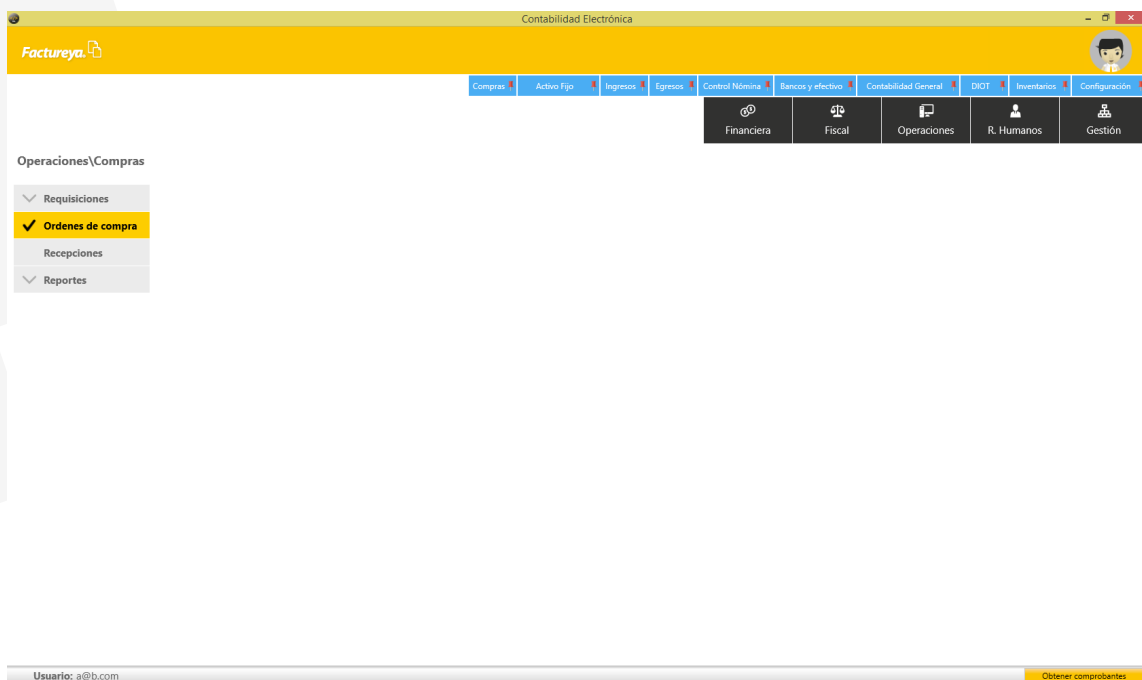 Contabilidad Electrónica
Factureya.
Compras Activo Fijo Ingresos Egresos Control Nómina Bancos y efectivo Contabilidad General DIOT Inventarios Configuración
Financiera Fiscal Operaciones R. Humanos Gestión
Operaciones\Compras
Requisiciones
Ordenes de compra
Recepciones
Reportes
Usuario: a@b.com Obtener comprobantes